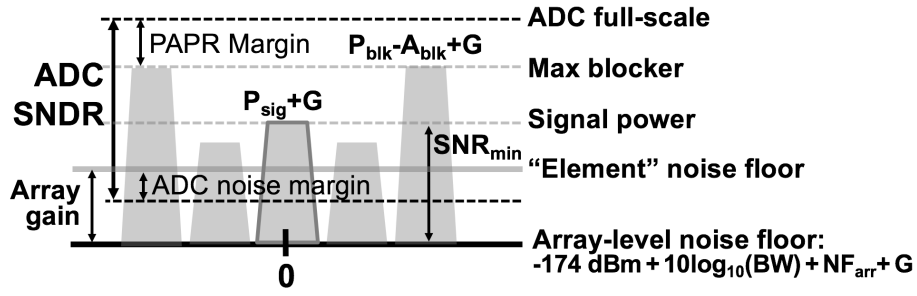 ADC full-scale
PAPR Margin
P_blk-A_blk+G
ADC
SNDR
Max blocker
P_sig+G
Signal power
SNR_min
“Element” noise floor
Array
gain
ADC noise margin
Array-level noise floor:
-174 dBm + 10log_10(BW) + NF_arr + G
0